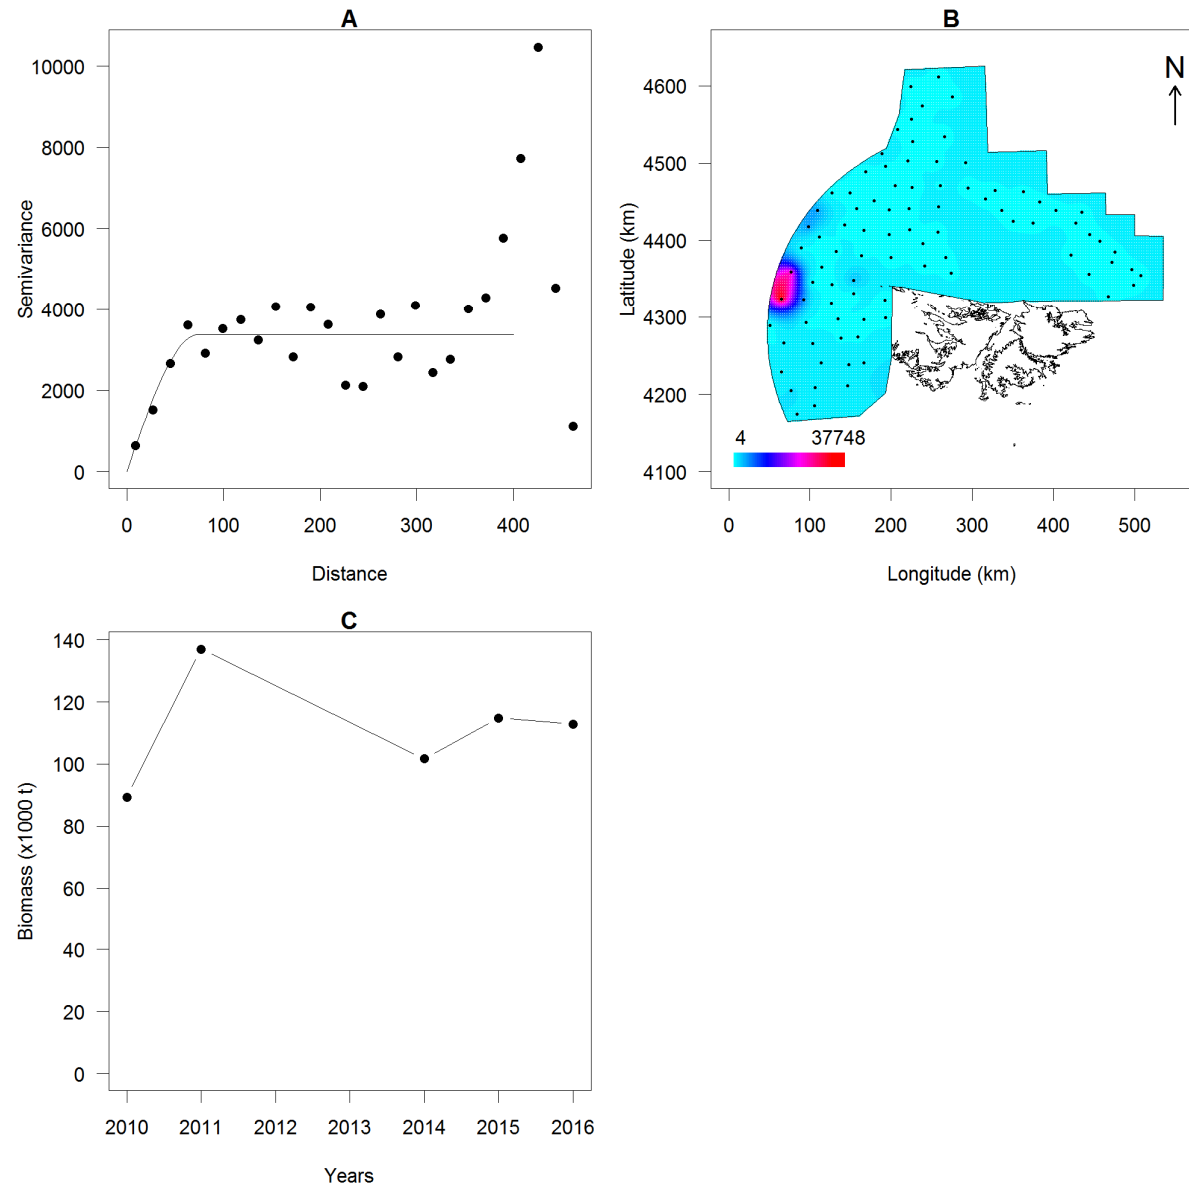 A
Semivariance
10000
8000
6000
4000
2000
0
0 100 200 300 400
Distance
B
N
Latitude (km)
4600
4500
4400
4300
4200
4100
4 37748
0 100 200 300 400 500
Longitude (km)
C
Biomass (x1000 t)
140
120
100
80
60
40
20
0
2010 2011 2012 2013 2014 2015 2016
Years